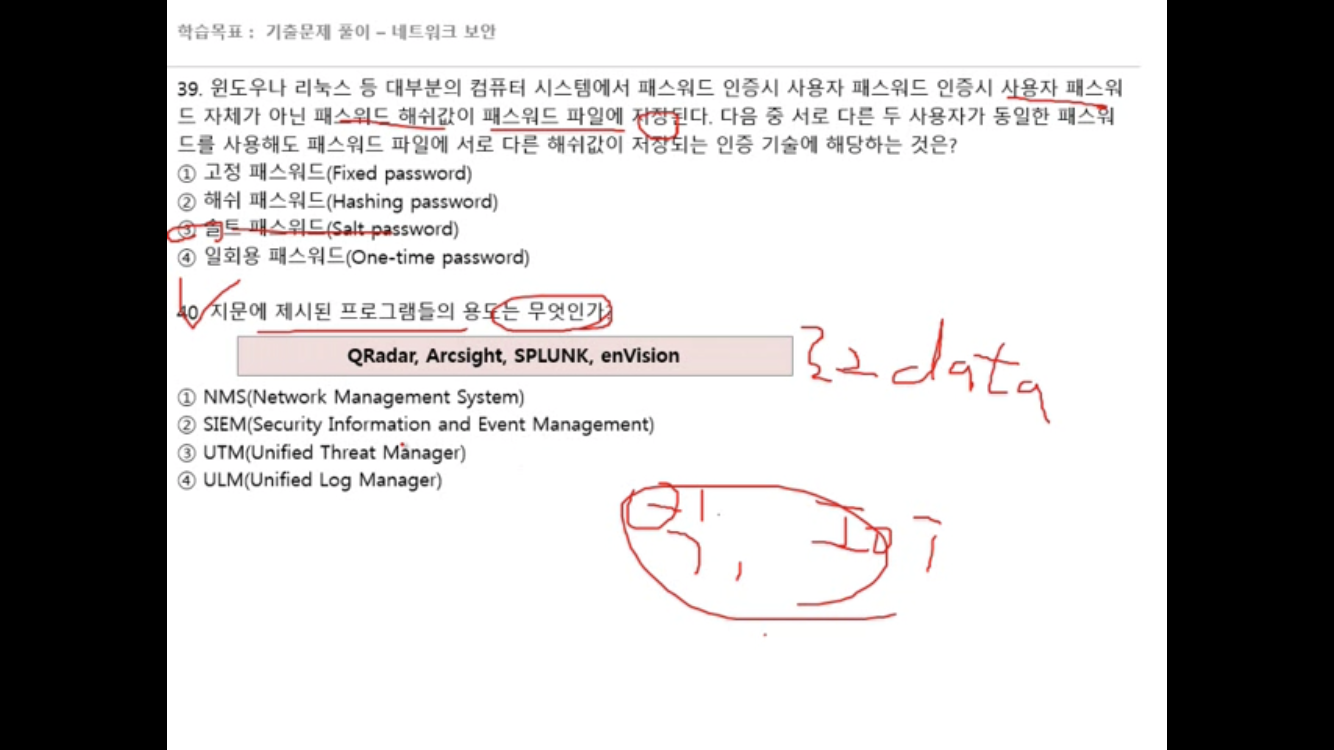 학습목표 : 기출문제 풀이 – 네트워크 보안
39. 윈도우나 리눅스 등 대부분의 컴퓨터 시스템에서 패스워드 인증시 사용자 패스워드 인증시 사용자 패스워
드 자체가 아닌 패스워드 해쉬값이 패스워드 파일에 저장된다. 다음 중 서로 다른 두 사용자가 동일한 패스워
드를 사용해도 패스워드 파일에 서로 다른 해쉬값이 저장되는 인증 기술에 해당하는 것은?
① 고정 패스워드(Fixed password)
② 해쉬 패스워드(Hashing password)
③ 솔트 패스워드(Salt password)
④ 일회용 패스워드(One-time password)
40 지문에 제시된 프로그램들의 용도는 무엇인가?
QRadar, Arcsight, SPLUNK, enVision
data
① NMS(Network Management System)
② SIEM(Security Information and Event Management)
③ UTM(Unified Threat Manager)
④ ULM(Unified Log Manager)